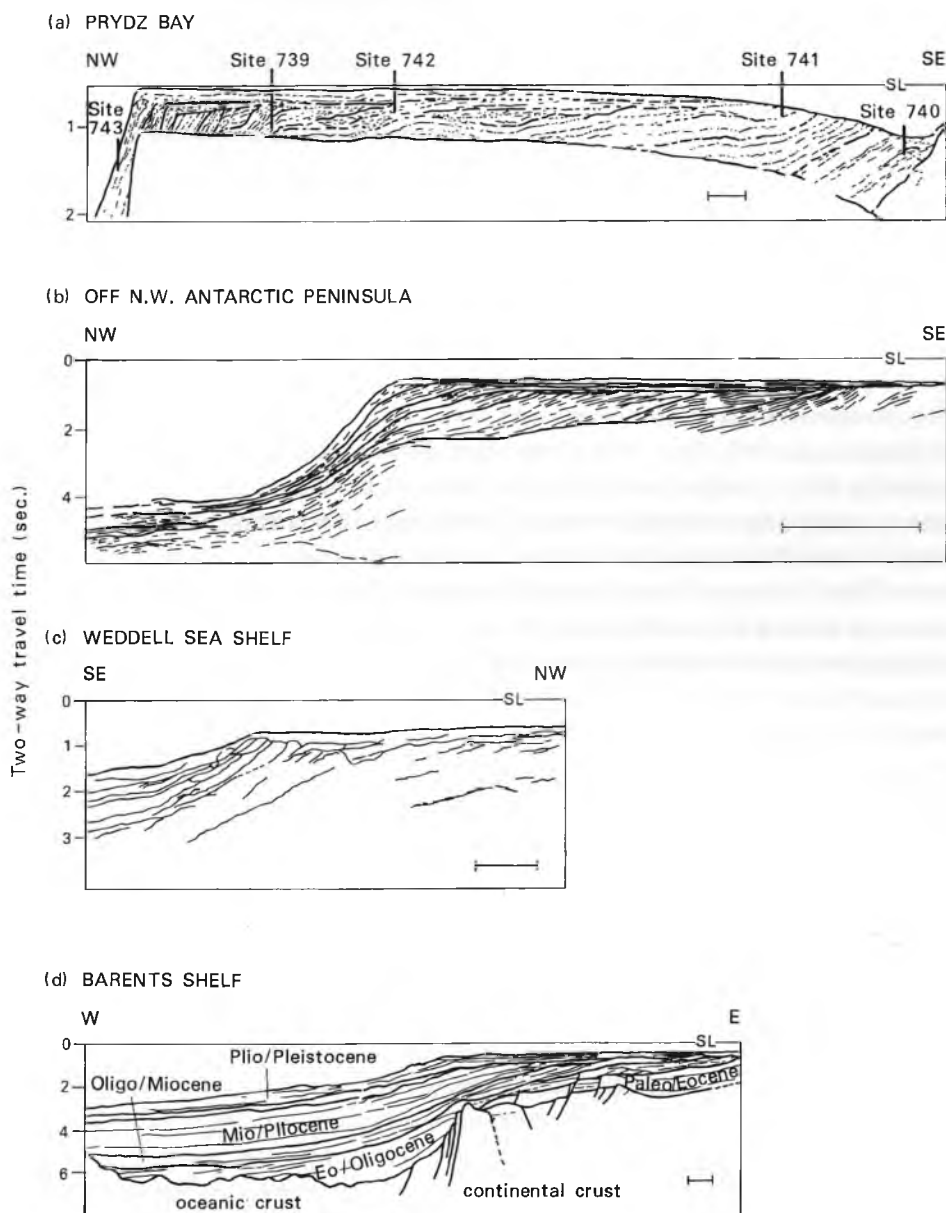 (a) PRYDZ BAY
NW Site 739 Site 742 Site 741 SE
SL
Site 743 Site 740
1
2
(b) OFF N.W. ANTARCTIC PENINSULA
NW SE
0 SL
2
4
Two-way travel time (sec.)
(c) WEDDELL SEA SHELF
SE NW
0 SL
1
2
3
(d) BARENTS SHELF
W E
0 SL
Plio/Pleistocene
2 Oligo/Miocene Paleo/Eocene
4 Mio/Pliocene
Eo/Oligocene
6
oceanic crust continental crust